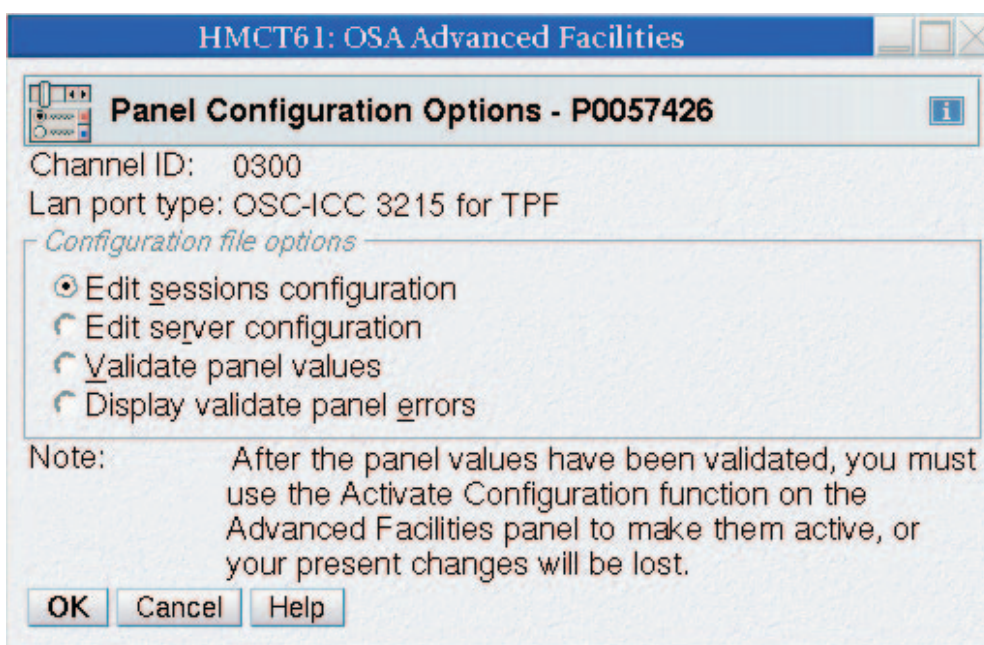 HMCT61: OSA Advanced Facilities
Panel Configuration Options - P0057426
i
Channel ID: 0300
Lan port type: OSC-ICC 3215 for TPF
Configuration file options
Edit sessions configuration
Edit server configuration
Validate panel values
Display validate panel errors
Note: After the panel values have been validated, you must
use the Activate Configuration function on the
Advanced Facilities panel to make them active, or
your present changes will be lost.
OK Cancel Help